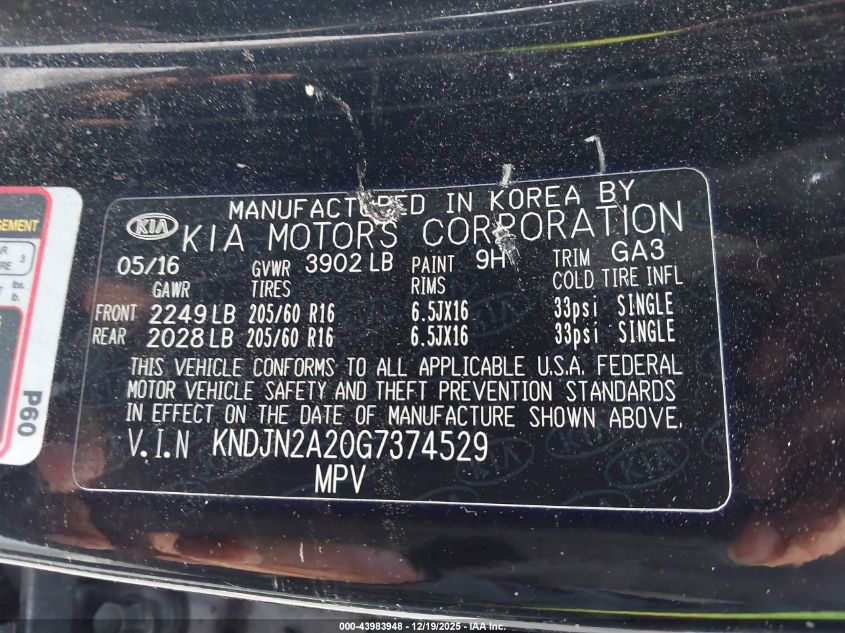 MANUFACTURED IN KOREA BY
KIA KIA MOTORS CORPORATION
05/16 GVWR 3902 LB PAINT 9H TRIM GA3
GAWR TIRES RIMS COLD TIRE INFL
FRONT 2249 LB 205/60 R16 6.5JX16 33psi SINGLE
REAR 2028 LB 205/60 R16 6.5JX16 33psi SINGLE
THIS VEHICLE CONFORMS TO ALL APPLICABLE U.S.A. FEDERAL
MOTOR VEHICLE SAFETY AND THEFT PREVENTION STANDARDS
IN EFFECT ON THE DATE OF MANUFACTURE SHOWN ABOVE.
V.I.N KNDJN2A20G7374529
MPV
P60
000-43983948 - 12/19/2025 - IAA Inc.